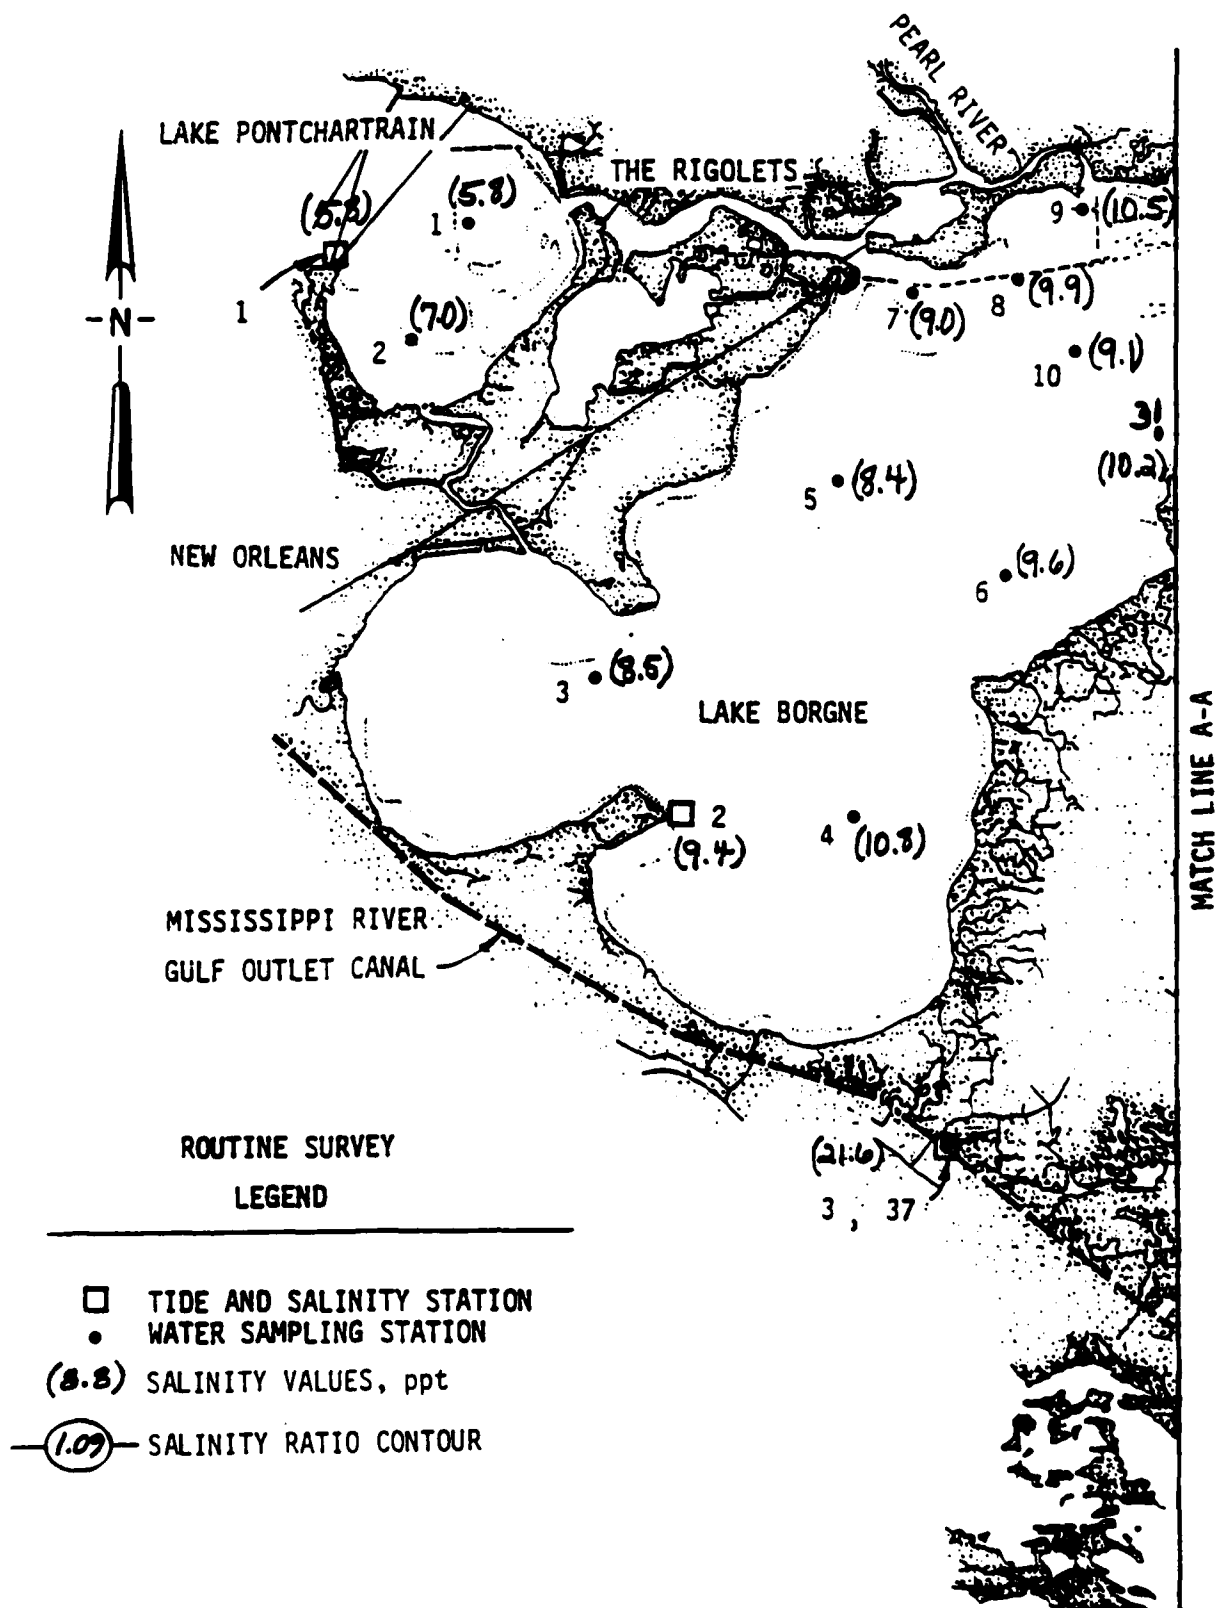 PEARL RIVER
LAKE PONTCHARTRAIN
THE RIGOLETS
(5.8)
1
9
(10.5)
1
-N-
(7.0)
2
7
(9.0)
8
(9.9)
10
(9.1)
31
(10.2)
5
(8.4)
NEW ORLEANS
6
(9.6)
3
(8.5)
LAKE BORGNE
MATCH LINE A-A
2
(9.4)
4
(10.8)
MISSISSIPPI RIVER
GULF OUTLET CANAL
(21.6)
3, 37
ROUTINE SURVEY
LEGEND
TIDE AND SALINITY STATION
WATER SAMPLING STATION
(8.8) SALINITY VALUES, ppt
1.09 SALINITY RATIO CONTOUR